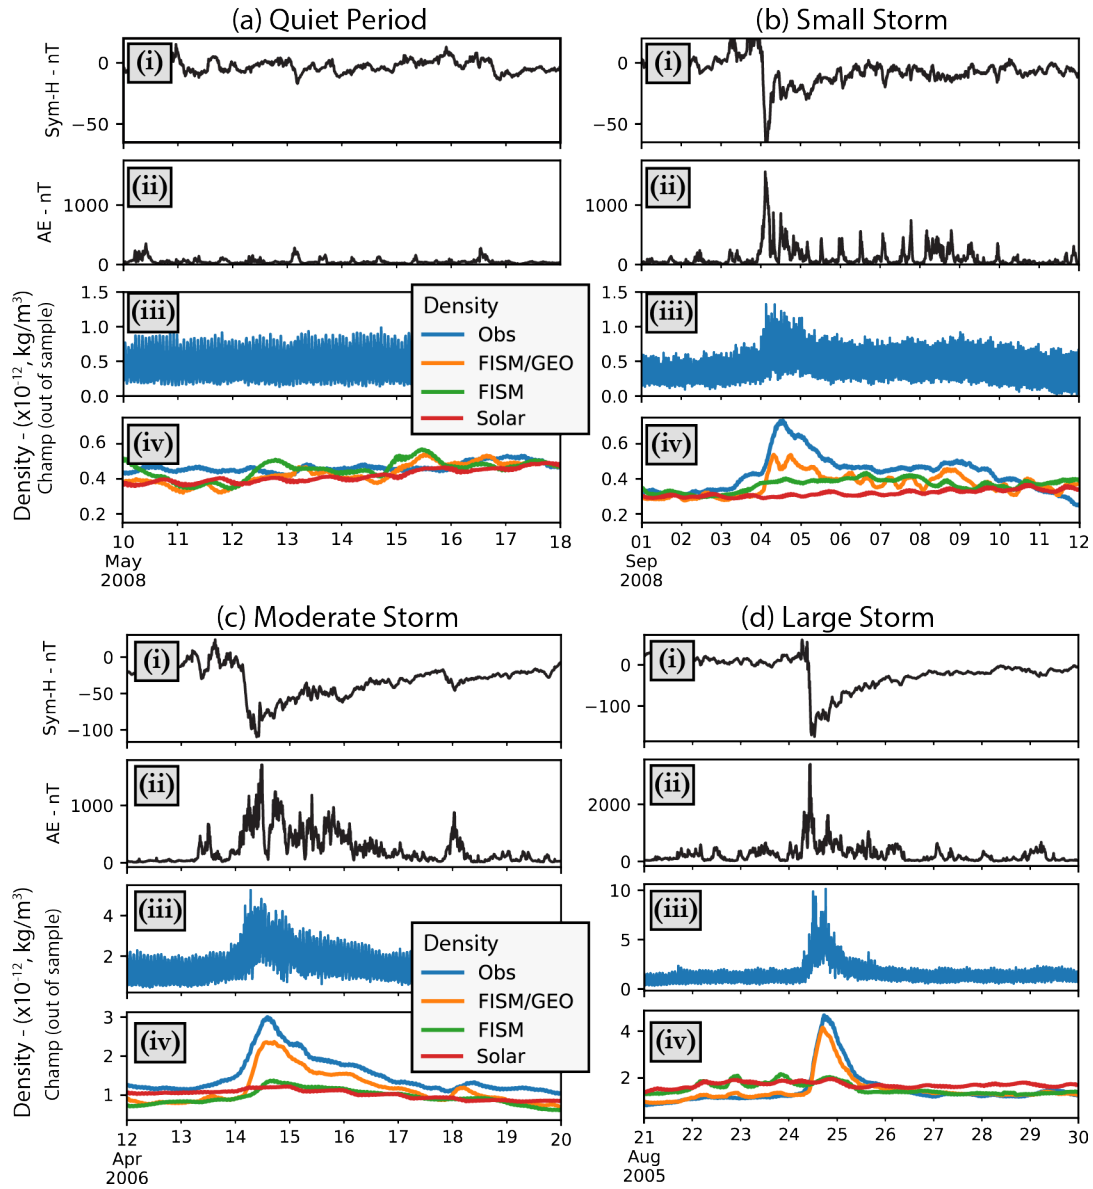 (a) Quiet Period
(b) Small Storm
Sym-H - nT
0
−50
(i)
0
−50
(i)
AE - nT
1000
0
(ii)
1000
0
(ii)
Density - (x10⁻¹², kg/m³)
Champ (out of sample)
1.5
1.0
0.5
0.0
(iii)
1.5
1.0
0.5
0.0
(iii)
Density
Obs
FISM/GEO
FISM
Solar
0.6
0.4
0.2
(iv)
0.6
0.4
0.2
(iv)
10 11 12 13 14 15 16 17 18
May
2008
01 02 03 04 05 06 07 08 09 10 11 12
Sep
2008
(c) Moderate Storm
(d) Large Storm
Sym-H - nT
0
−50
−100
(i)
0
−100
(i)
AE - nT
1000
0
(ii)
2000
0
(ii)
Density - (x10⁻¹², kg/m³)
Champ (out of sample)
4
2
(iii)
10
5
0
(iii)
Density
Obs
FISM/GEO
FISM
Solar
3
2
1
(iv)
4
2
(iv)
12 13 14 15 16 17 18 19 20
Apr
2006
21 22 23 24 25 26 27 28 29 30
Aug
2005